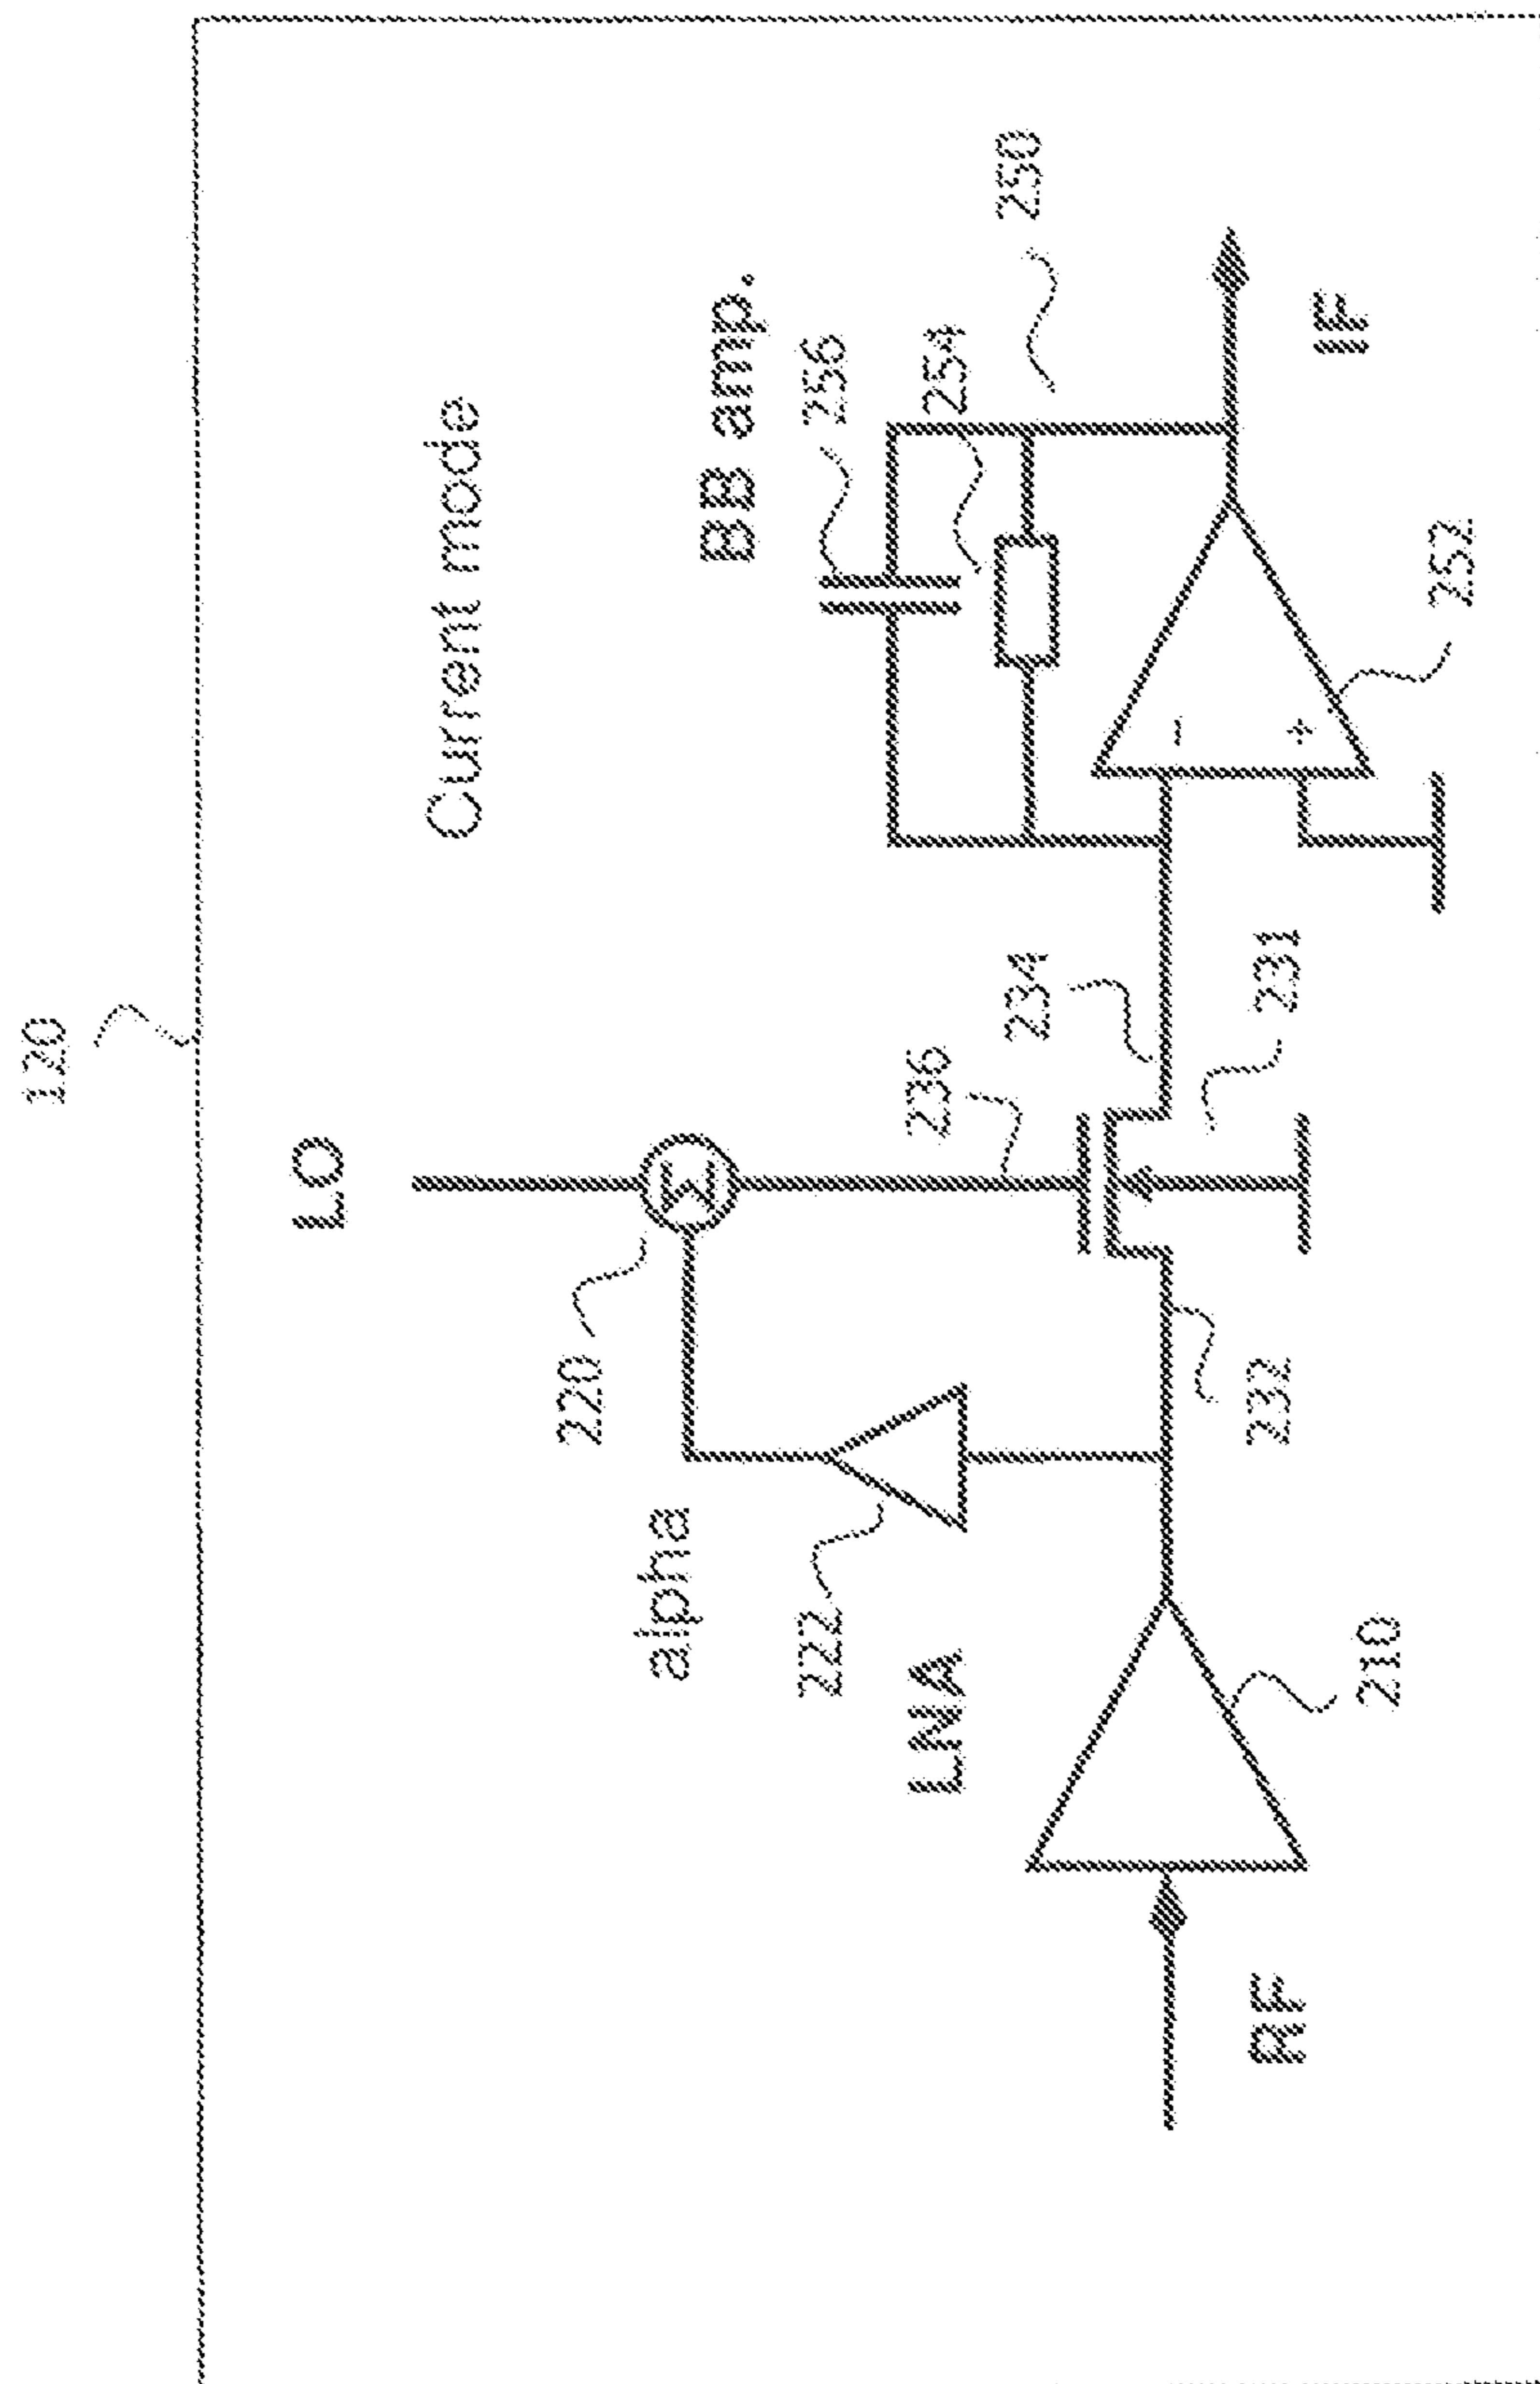 120
Current mode
LO
BB amp.
256
254
250
220
alpha
222
236
234
LNA
-
+
231
232
IF
RF
210
252